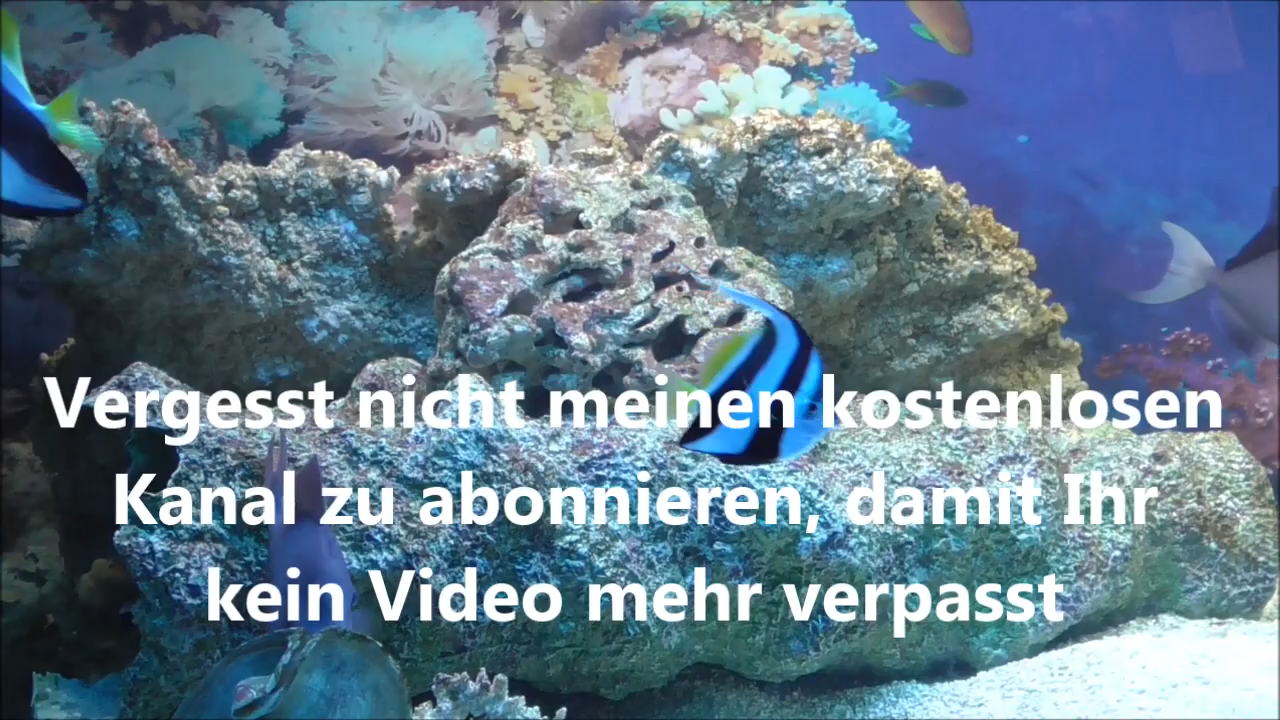 Vergesst nicht meinen kostenlosen
Kanal zu abonnieren, damit Ihr
kein Video mehr verpasst